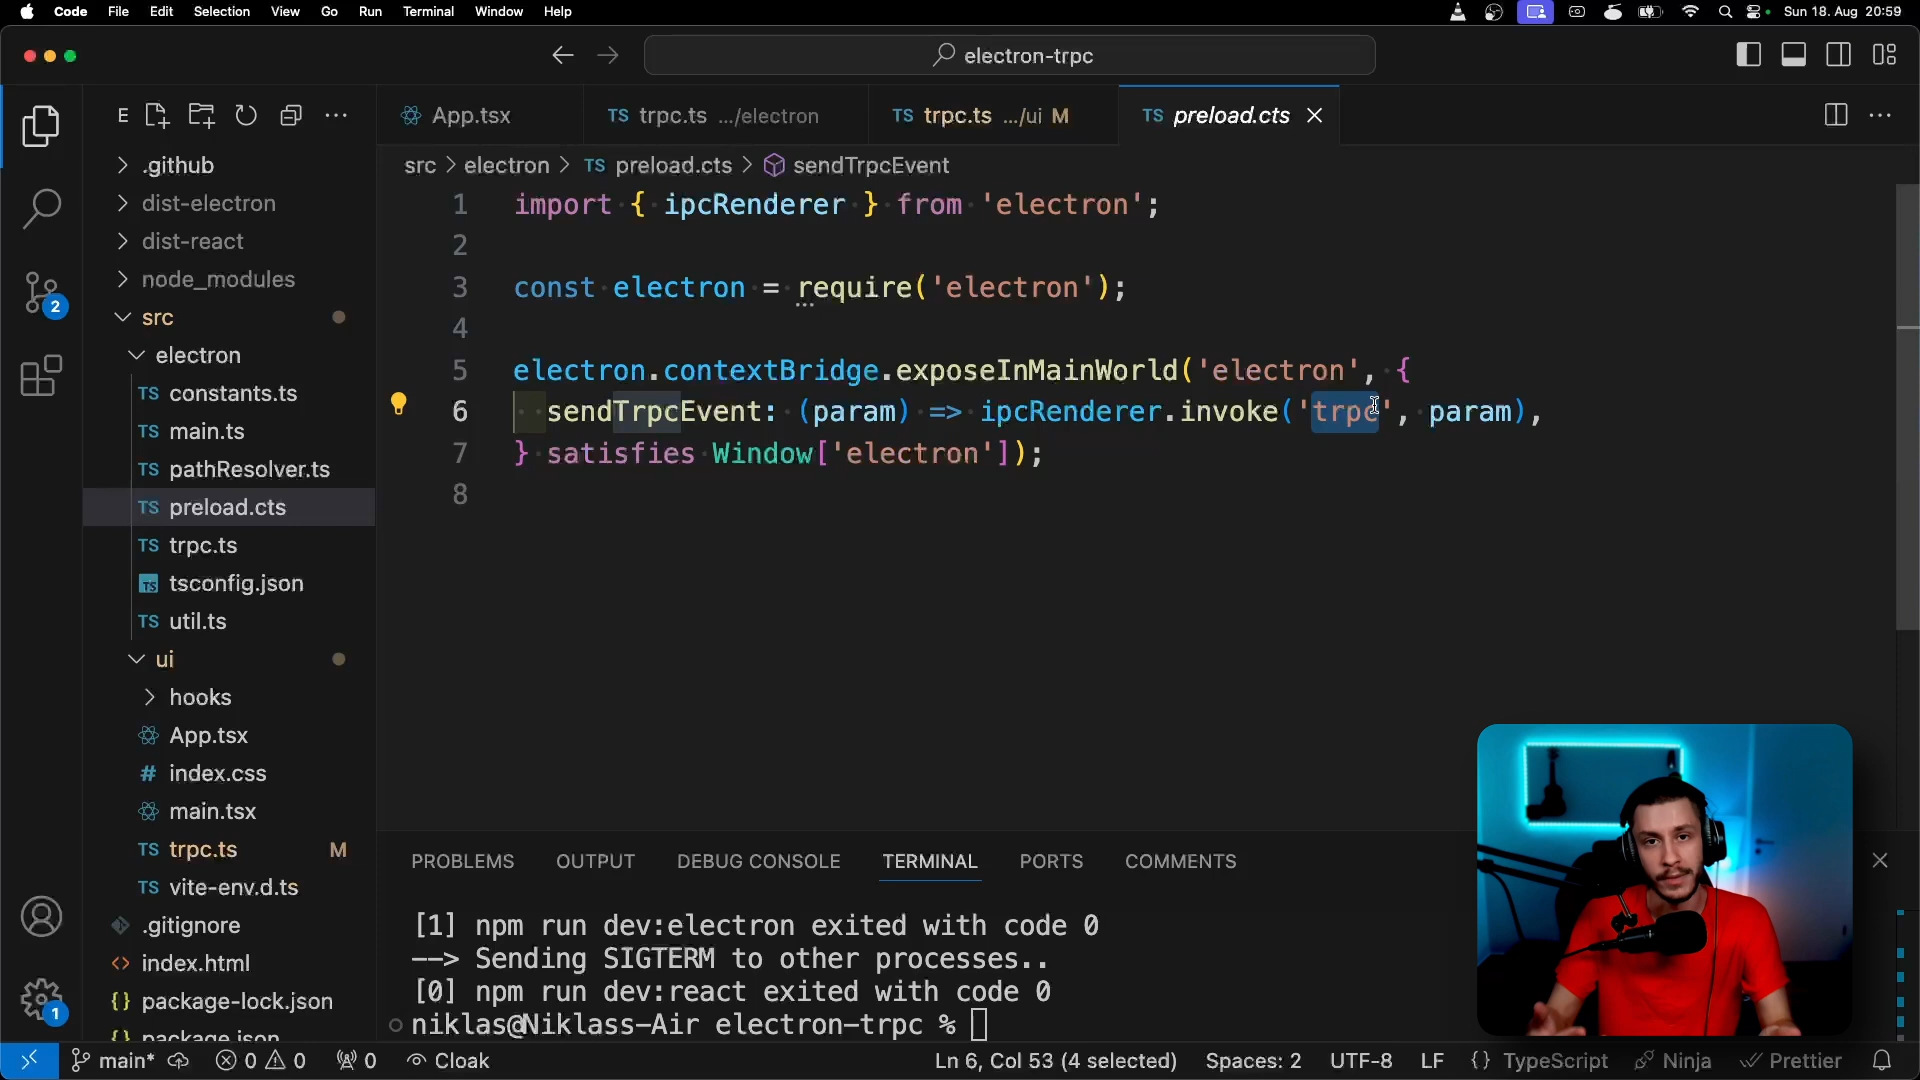 Code File Edit Selection View Go Run Terminal Window Help Sun 18. Aug 20:59
electron-trpc
E
App.tsx
TS trpc.ts .../electron
TS trpc.ts .../ui M
TS preload.cts
src > electron > TS preload.cts > sendTrpcEvent
.github
dist-electron
dist-react
node_modules
src
electron
TS constants.ts
TS main.ts
TS pathResolver.ts
TS preload.cts
TS trpc.ts
TS tsconfig.json
TS util.ts
ui
hooks
App.tsx
# index.css
main.tsx
TS trpc.ts M
TS vite-env.d.ts
.gitignore
<> index.html
{} package-lock.json
{} package.json
2
1
1 import { ipcRenderer } from 'electron';
2
3 const electron = require('electron');
4
5 electron.contextBridge.exposeInMainWorld('electron', {
6 sendTrpcEvent: (param) => ipcRenderer.invoke('trpc', param),
7 } satisfies Window['electron']);
8
PROBLEMS OUTPUT DEBUG CONSOLE TERMINAL PORTS COMMENTS
[1] npm run dev:electron exited with code 0
--> Sending SIGTERM to other processes..
[0] npm run dev:react exited with code 0
niklas@Niklass-Air electron-trpc %
main* 0 0 0 Cloak Ln 6, Col 53 (4 selected) Spaces: 2 UTF-8 LF {} TypeScript Ninja Prettier